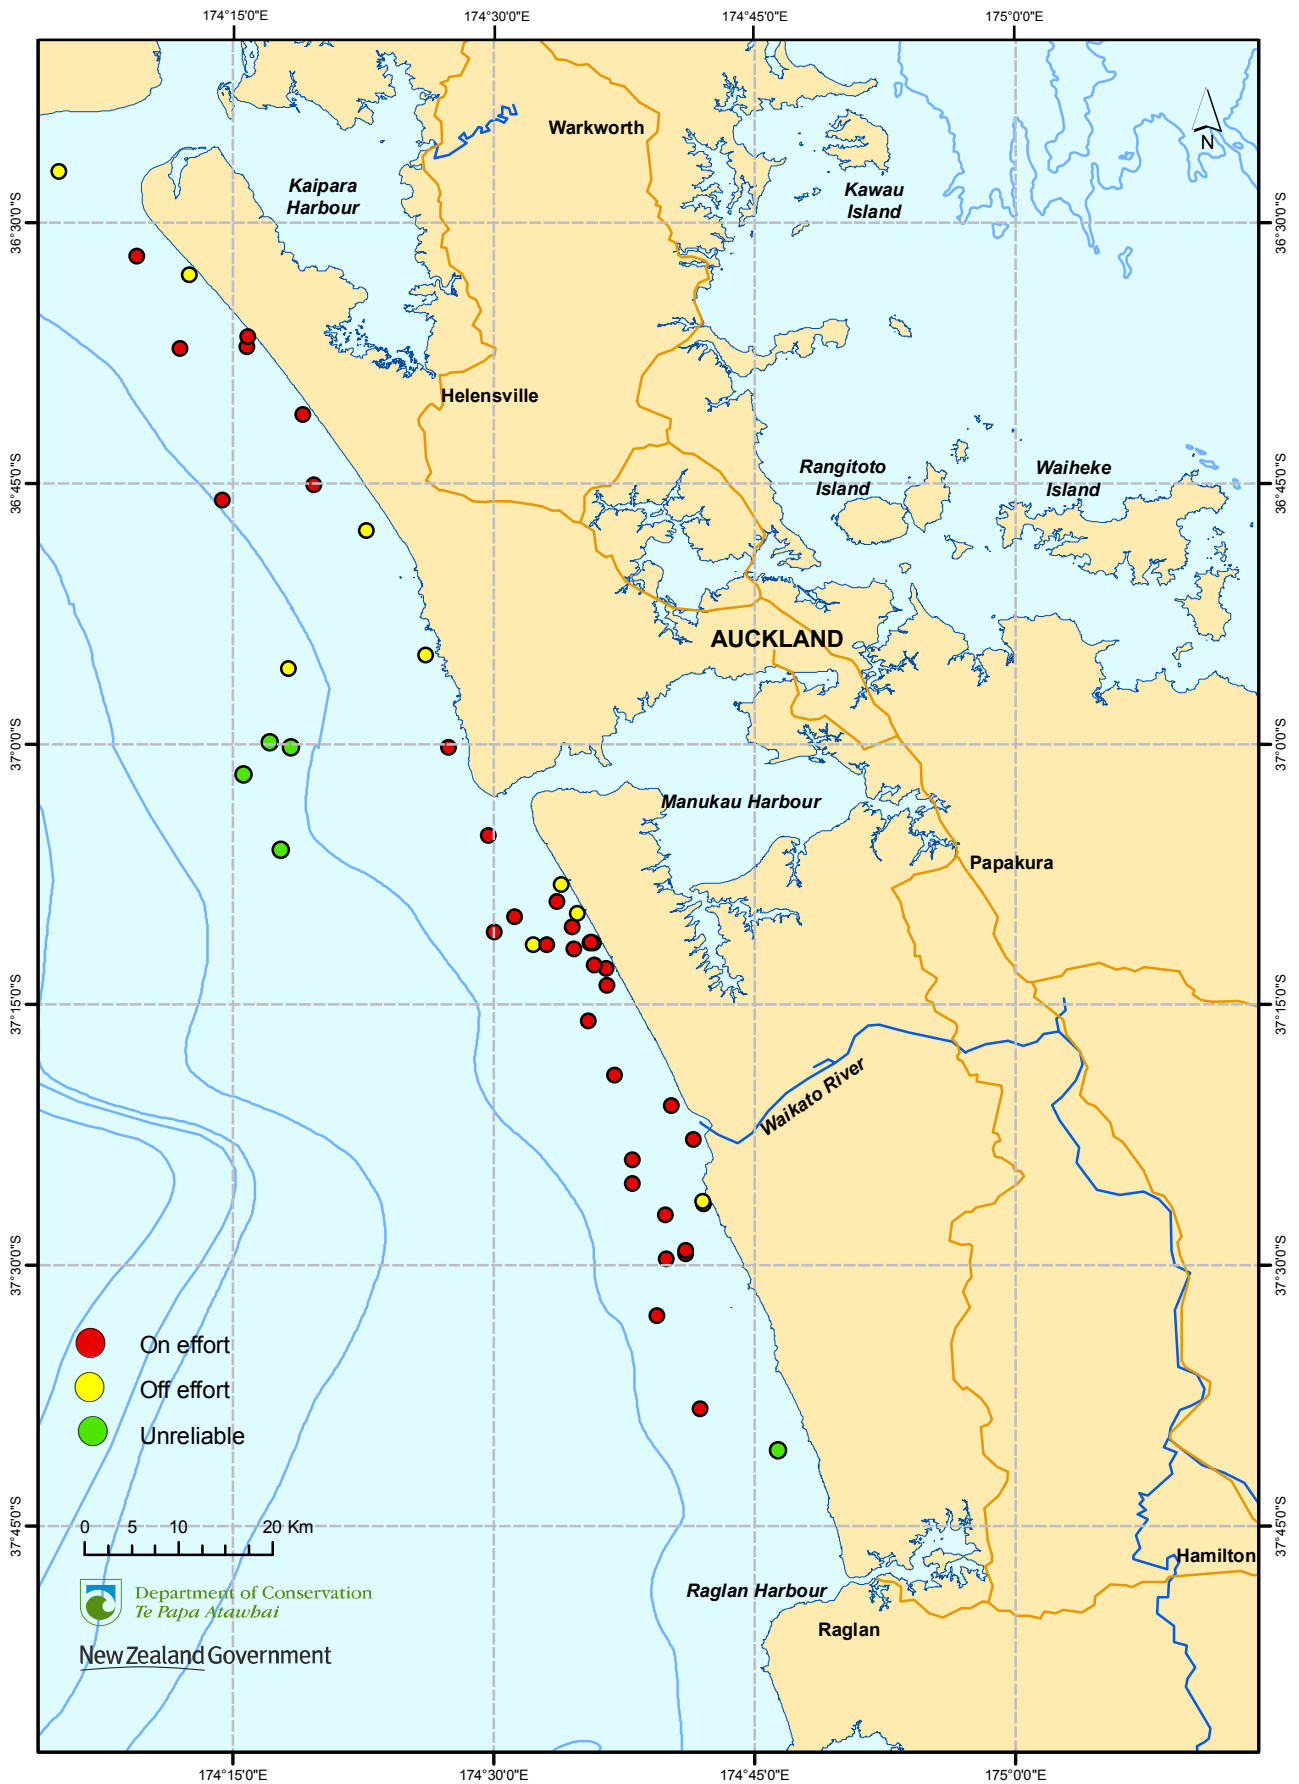 174°15'0"E
174°30'0"E
174°45'0"E
175°0'0"E
N
Warkworth
Kaipara
Harbour
Kawau
Island
36°30'0"S
36°30'0"S
Helensville
Rangitoto
Island
Waiheke
Island
36°45'0"S
36°45'0"S
AUCKLAND
37°0'0"S
37°0'0"S
Manukau Harbour
Papakura
37°15'0"S
37°15'0"S
Waikato River
37°30'0"S
37°30'0"S
On effort
Off effort
Unreliable
0 5 10 20 Km
37°45'0"S
37°45'0"S
Hamilton
Raglan Harbour
Raglan
Department of Conservation
Te Papa Atawhai
New Zealand Government
174°15'0"E
174°30'0"E
174°45'0"E
175°0'0"E